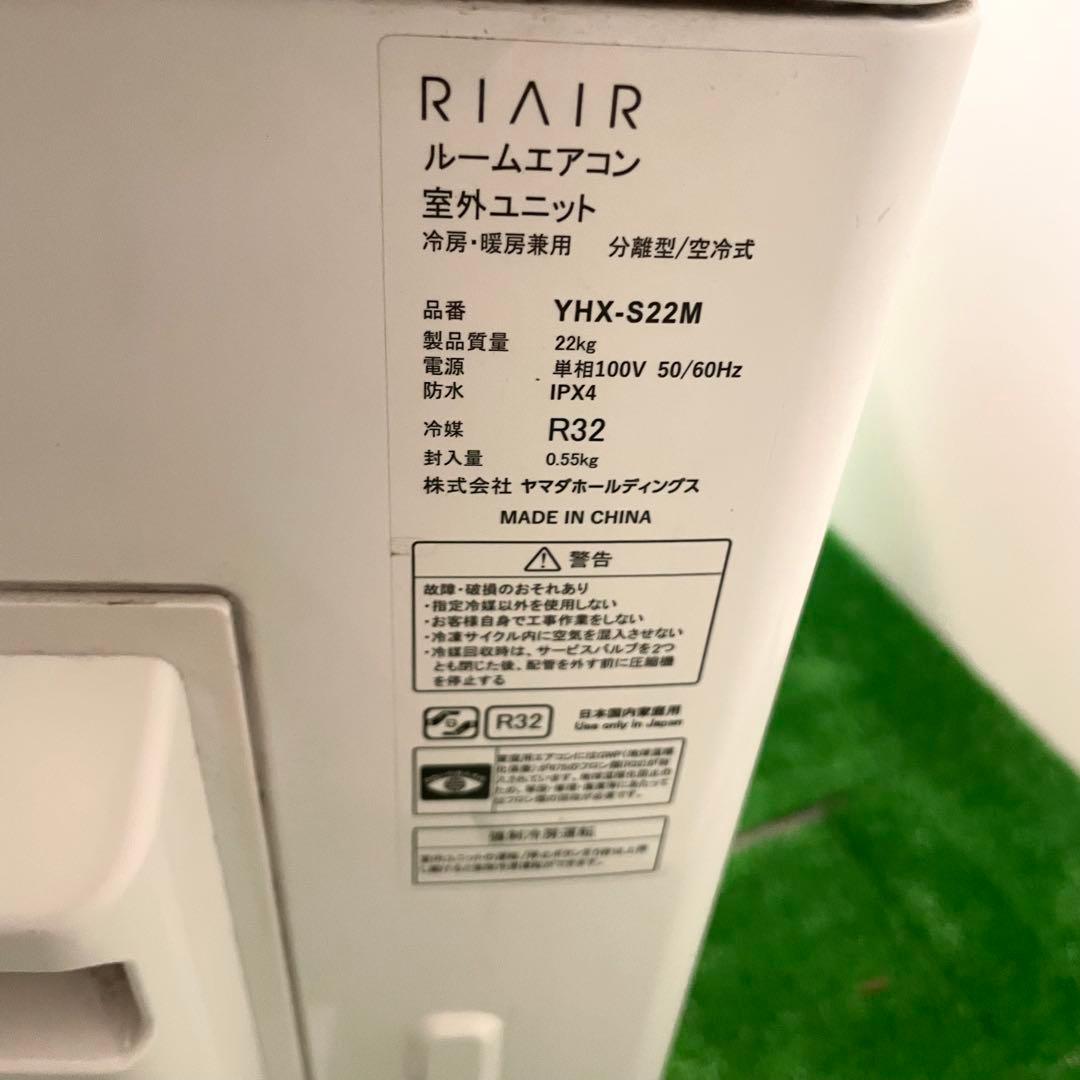 RIAIR
ルームエアコン
室外ユニット
冷房・暖房兼用 分離型/空冷式
品番 YHX-S22M
製品質量 22kg
電源 単相100V 50/60Hz
防水 IPX4
冷媒 R32
封入量 0.55kg
株式会社 ヤマダホールディングス
MADE IN CHINA
警告
故障・破損のおそれあり
・指定冷媒以外を使用しない
・お客様自身で工事作業をしない
・冷凍サイクル内に空気を混入させない
・冷媒回収時は、サービスバルブを2つ
とも閉じた後、配管を外す前に圧縮機
を停止する
R32
日本国内家庭用
Use only in Japan
強制冷房運転